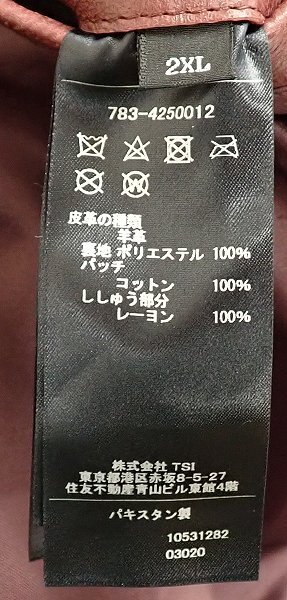 2XL
783-4250012
皮革の種類
羊革
裏地 ポリエステル 100%
パッチ
コットン 100%
ししゅう部分
レーヨン 100%
株式会社 TSI
東京都港区赤坂8-5-27
住友不動産青山ビル東館4階
パキスタン製
10531282
03020